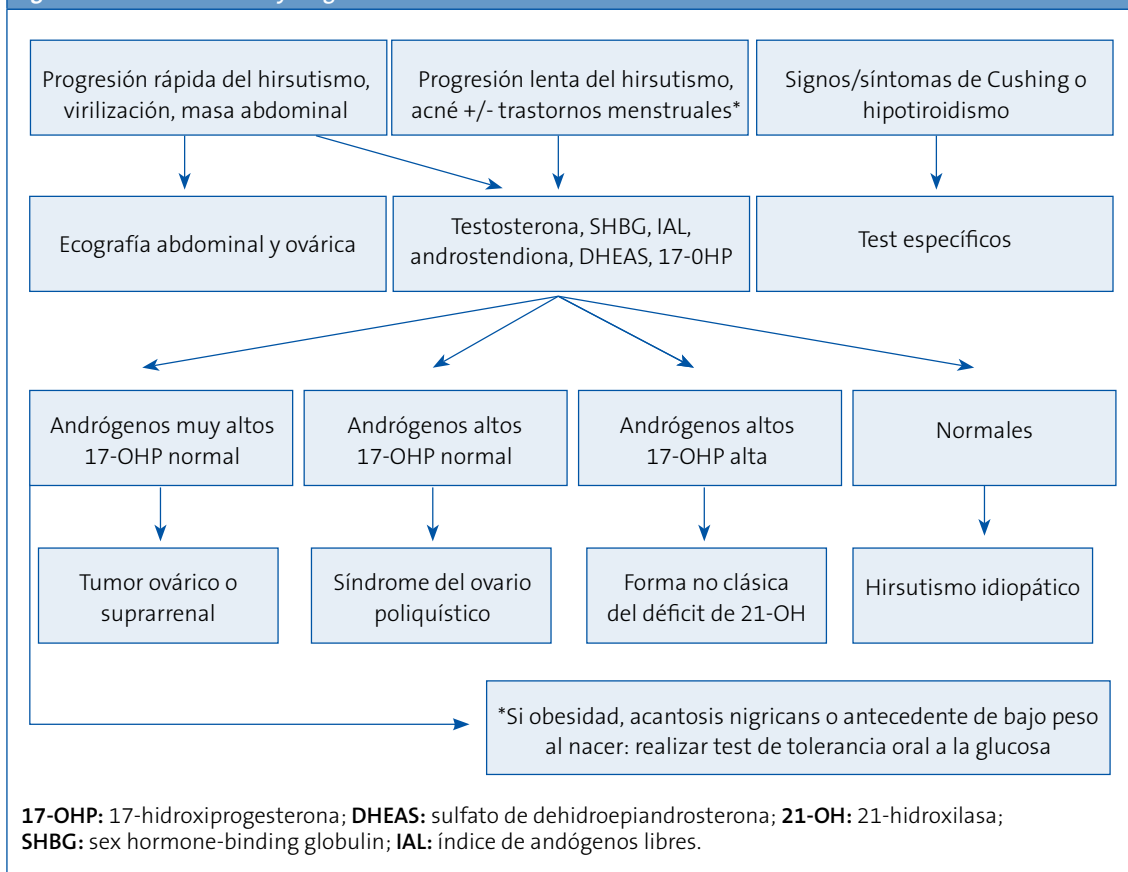 Progresión rápida del hirsutismo,
virilización, masa abdominal
Progresión lenta del hirsutismo,
acné +/- trastornos menstruales*
Signos/síntomas de Cushing o
hipotiroidismo
Ecografía abdominal y ovárica
Testosterona, SHBG, IAL,
androstendiona, DHEAS, 17-0HP
Test específicos
Andrógenos muy altos
17-OHP normal
Andrógenos altos
17-OHP normal
Andrógenos altos
17-OHP alta
Normales
Tumor ovárico o
suprarrenal
Síndrome del ovario
poliquístico
Forma no clásica
del déficit de 21-OH
Hirsutismo idiopático
*Si obesidad, acantosis nigricans o antecedente de bajo peso
al nacer: realizar test de tolerancia oral a la glucosa
17-OHP: 17-hidroxiprogesterona; DHEAS: sulfato de dehidroepiandrosterona; 21-OH: 21-hidroxilasa;
SHBG: sex hormone-binding globulin; IAL: índice de andógenos libres.